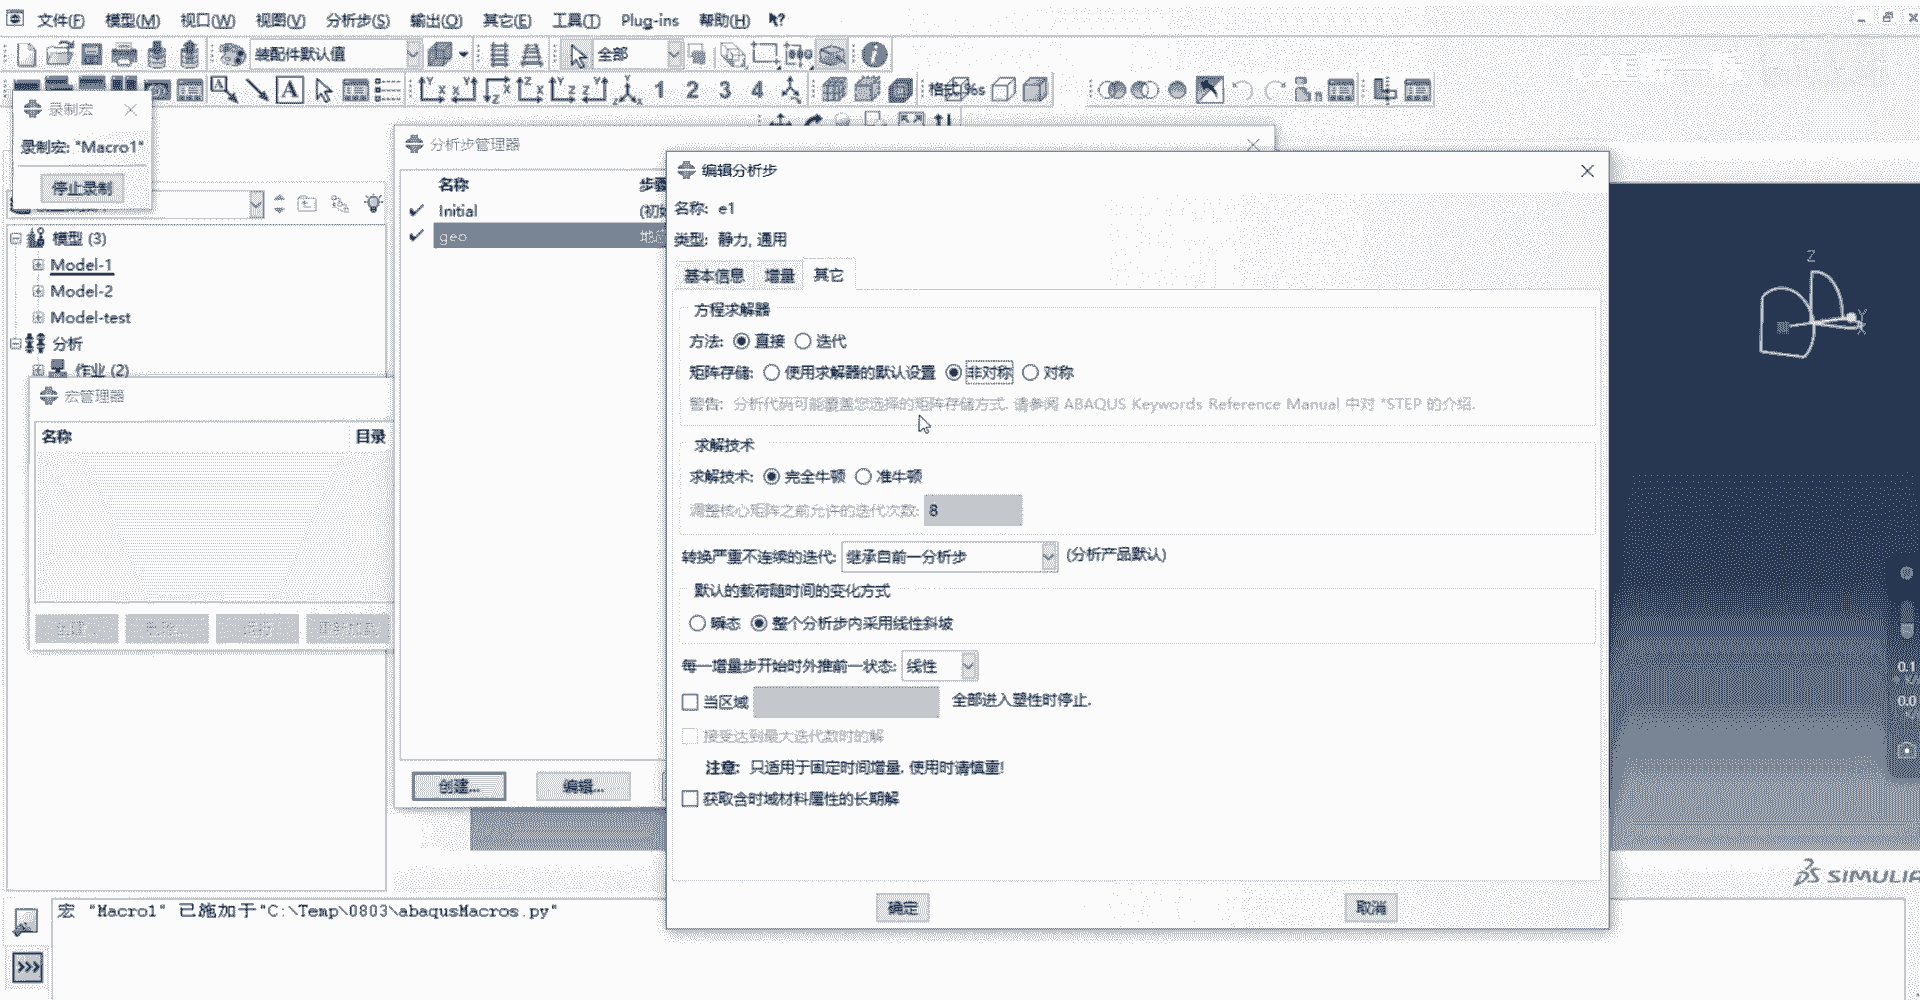 文件(F) 模型(M) 视口(W) 视图(V) 分析步(S) 输出(O) 其它(E) 工具(T) Plug-ins 帮助(H)
装配件默认值 全部
1 2 3 4
录制宏
录制宏: "Macro1"
停止录制
模型 (3)
Model-1
Model-2
Model-test
分析
作业 (2)
宏管理器
名称 目录
分析步管理器
名称
Initial
geo
创建... 编辑...
编辑分析步
名称: e1
类型: 静力, 通用
基本信息 增量 其它
方程求解器
方法: 直接 迭代
矩阵存储: 使用求解器的默认设置 非对称 对称
警告: 分析代码可能覆盖您选择的矩阵存储方式. 请参阅 ABAQUS Keywords Reference Manual 中对 *STEP 的介绍.
求解技术
求解技术: 完全牛顿 准牛顿
调整核心矩阵之前允许的迭代次数: 8
转换严重不连续的迭代: 继承自前一分析步 (分析产品默认)
默认的载荷随时间的变化方式
瞬态 整个分析步内采用线性斜坡
每一增量步开始时外推前一状态: 线性
当区域 全部进入塑性时停止.
接受达到最大迭代数时的解
注意: 只适用于固定时间增量, 使用时请慎重!
获取含时域材料属性的长期解
确定 取消
Z
Y
X
0.1
0.0
SIMULIA
宏 "Macro1" 已施加于"C:\Temp\0803\abaqusMacros.py"
>>>